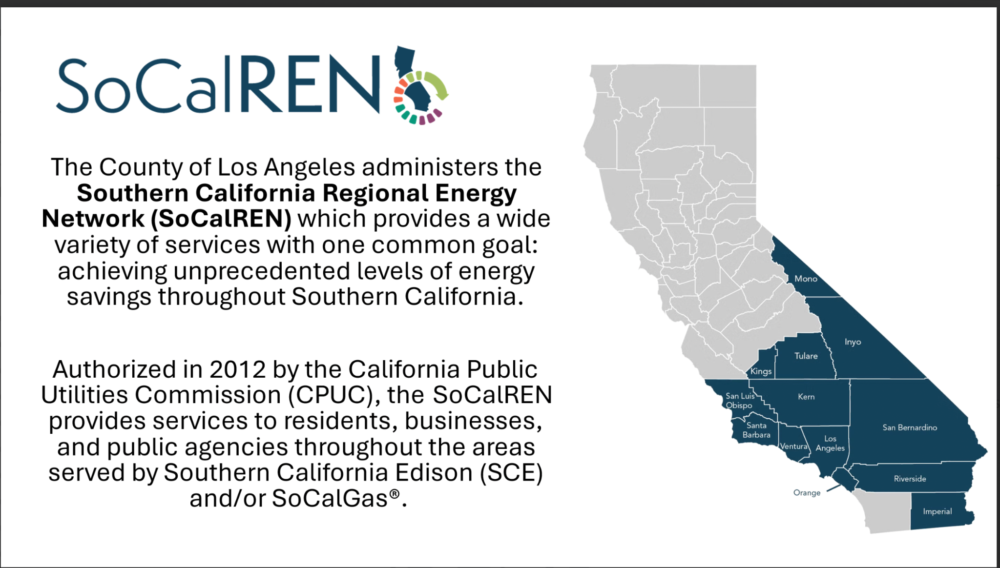 SoCalREN
The County of Los Angeles administers the
Southern California Regional Energy
Network (SoCalREN) which provides a wide
variety of services with one common goal:
achieving unprecedented levels of energy
savings throughout Southern California.
Authorized in 2012 by the California Public
Utilities Commission (CPUC), the SoCalREN
provides services to residents, businesses,
and public agencies throughout the areas
served by Southern California Edison (SCE)
and/or SoCalGas®.
Mono
Inyo
Tulare
Kings
San Luis
Obispo
Kern
Santa
Barbara
Ventura
Los
Angeles
San Bernardino
Riverside
Orange
Imperial